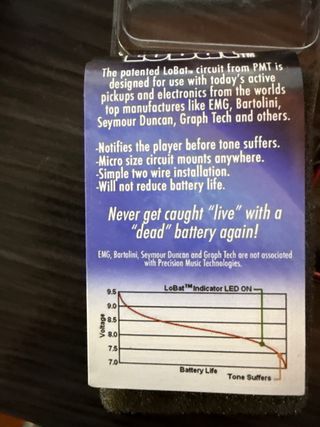 LoBat™
The patented LoBat™ circuit from PMT is
designed for use with today's active
pickups and electronics from the worlds
top manufactures like EMG, Bartolini,
Seymour Duncan, Graph Tech and others.
-Notifies the player before tone suffers.
-Micro size circuit mounts anywhere.
-Simple two wire installation.
-Will not reduce battery life.
Never get caught "live" with a
"dead" battery again!
EMG, Bartolini, Seymour Duncan and Graph Tech are not associated
with Precision Music Technologies.
LoBat™ Indicator LED ON
9.5
9.0
8.5
8.0
7.5
7.0
Voltage
Battery Life
Tone Suffers